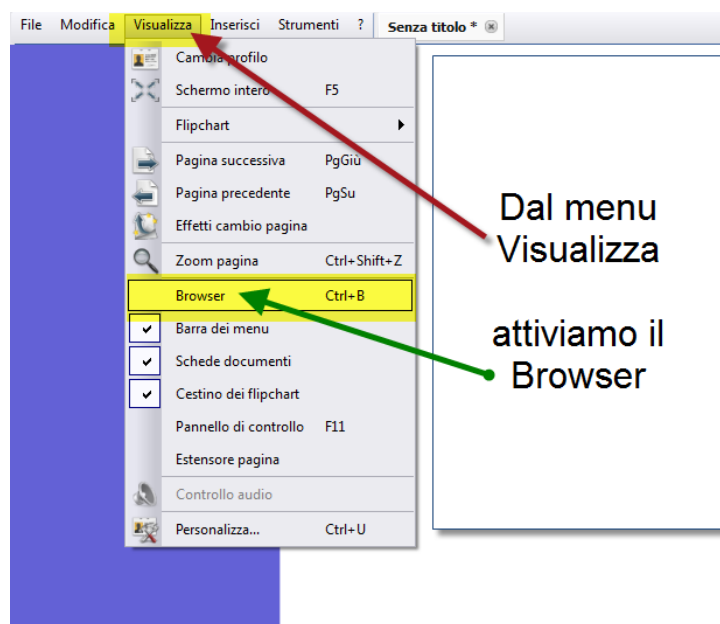 File Modifica Visualizza Inserisci Strumenti ? Senza titolo *
Cambia profilo
Schermo intero F5
Flipchart
Pagina successiva PgGiù
Pagina precedente PgSu
Effetti cambio pagina
Zoom pagina Ctrl+Shift+Z
Browser Ctrl+B
Barra dei menu
Schede documenti
Cestino dei flipchart
Pannello di controllo F11
Estensore pagina
Controllo audio
Personalizza... Ctrl+U
Dal menu
Visualizza
attiviamo il
Browser